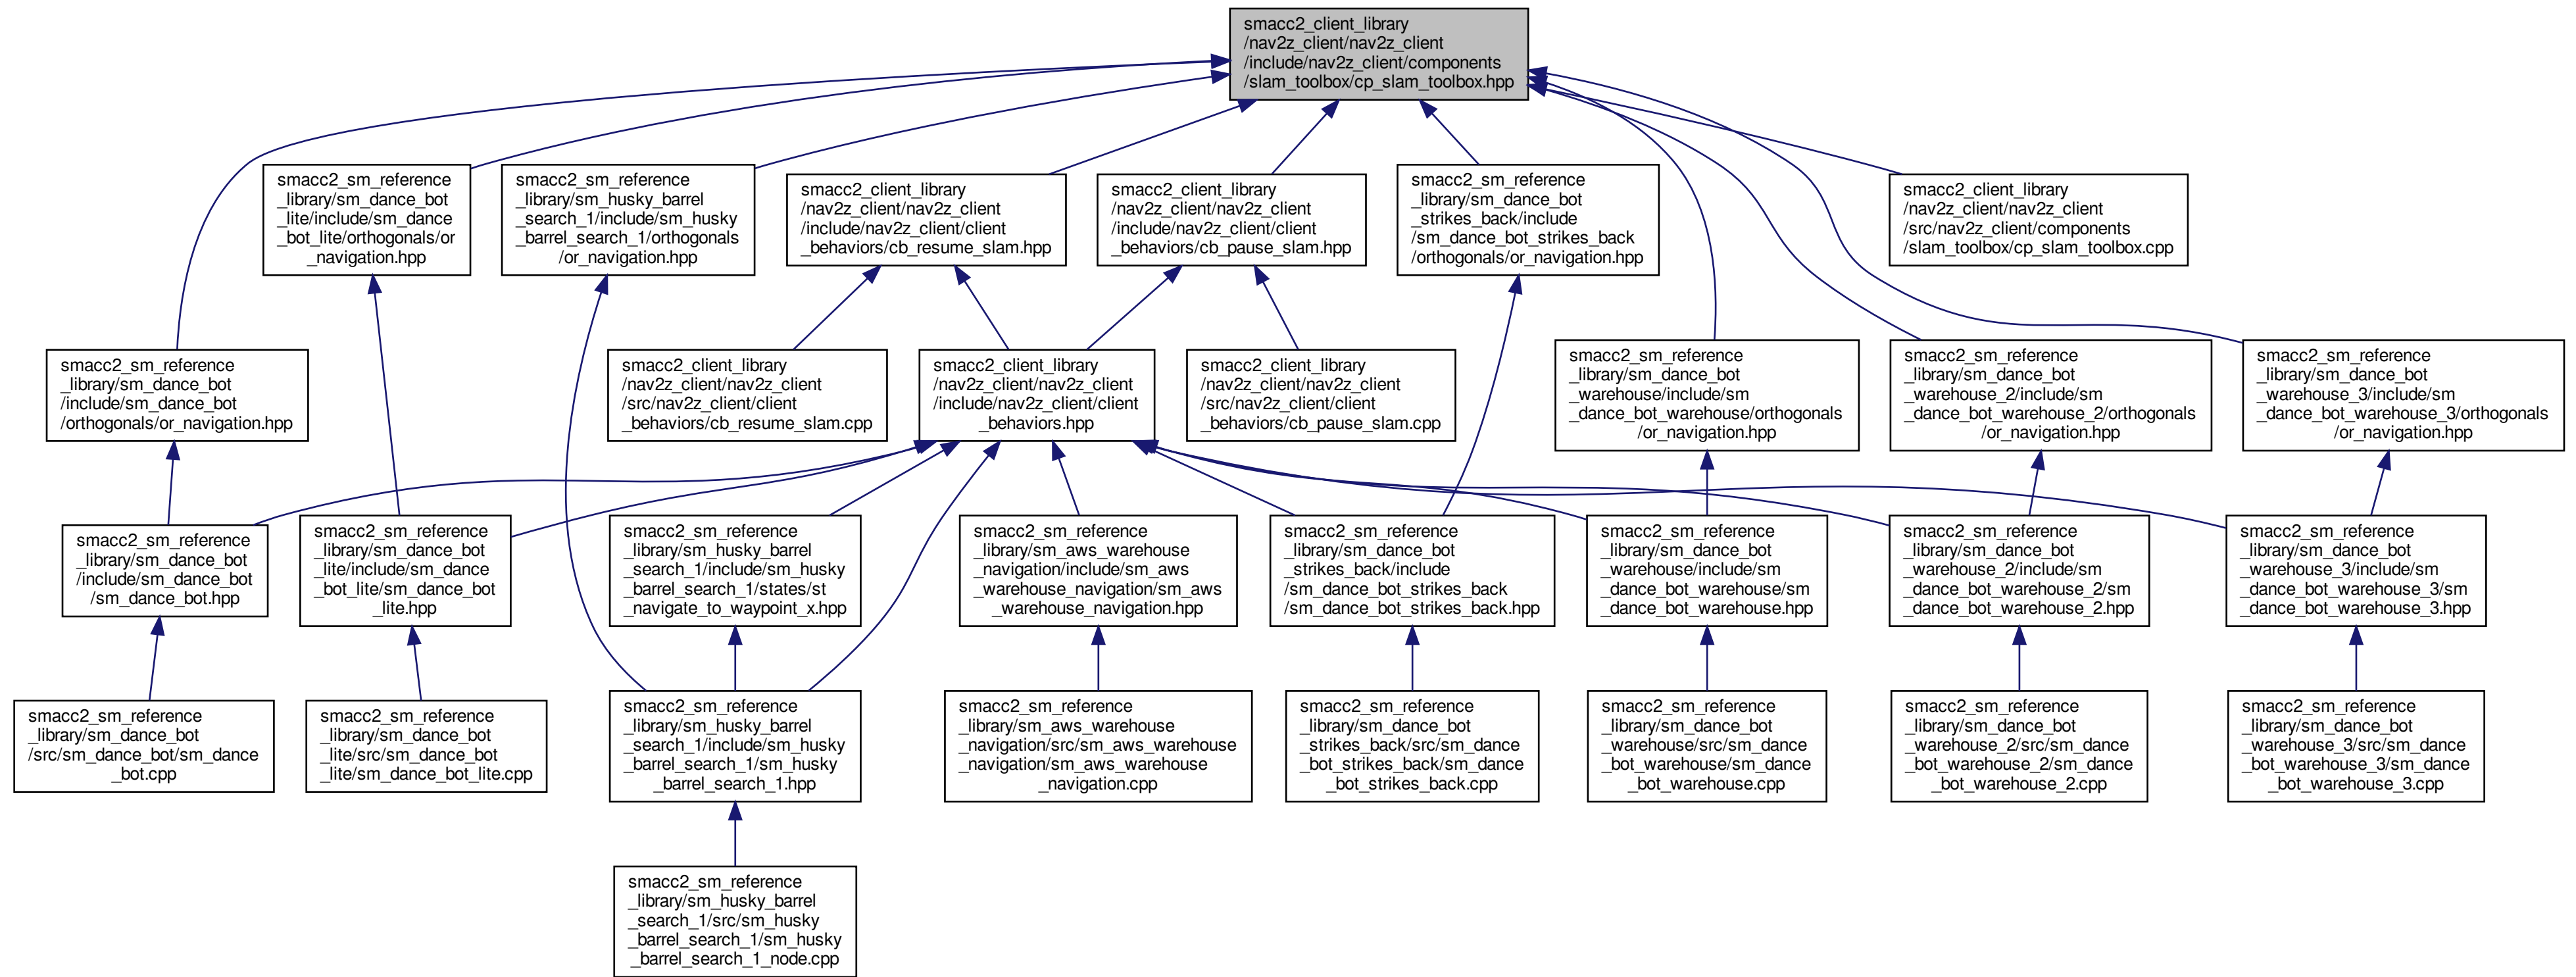 smacc2_client_library
/nav2z_client/nav2z_client
/include/nav2z_client/components
/slam_toolbox/cp_slam_toolbox.hpp
smacc2_sm_reference
_library/sm_dance_bot
_lite/include/sm_dance
_bot_lite/orthogonals/or
_navigation.hpp
smacc2_sm_reference
_library/sm_husky_barrel
_search_1/include/sm_husky
_barrel_search_1/orthogonals
/or_navigation.hpp
smacc2_client_library
/nav2z_client/nav2z_client
/include/nav2z_client/client
_behaviors/cb_resume_slam.hpp
smacc2_client_library
/nav2z_client/nav2z_client
/include/nav2z_client/client
_behaviors/cb_pause_slam.hpp
smacc2_sm_reference
_library/sm_dance_bot
_strikes_back/include
/sm_dance_bot_strikes_back
/orthogonals/or_navigation.hpp
smacc2_client_library
/nav2z_client/nav2z_client
/src/nav2z_client/components
/slam_toolbox/cp_slam_toolbox.cpp
smacc2_sm_reference
_library/sm_dance_bot
/include/sm_dance_bot
/orthogonals/or_navigation.hpp
smacc2_client_library
/nav2z_client/nav2z_client
/src/nav2z_client/client
_behaviors/cb_resume_slam.cpp
smacc2_client_library
/nav2z_client/nav2z_client
/include/nav2z_client/client
_behaviors.hpp
smacc2_client_library
/nav2z_client/nav2z_client
/src/nav2z_client/client
_behaviors/cb_pause_slam.cpp
smacc2_sm_reference
_library/sm_dance_bot
_warehouse/include/sm
_dance_bot_warehouse/orthogonals
/or_navigation.hpp
smacc2_sm_reference
_library/sm_dance_bot
_warehouse_2/include/sm
_dance_bot_warehouse_2/orthogonals
/or_navigation.hpp
smacc2_sm_reference
_library/sm_dance_bot
_warehouse_3/include/sm
_dance_bot_warehouse_3/orthogonals
/or_navigation.hpp
smacc2_sm_reference
_library/sm_dance_bot
/include/sm_dance_bot
/sm_dance_bot.hpp
smacc2_sm_reference
_library/sm_dance_bot
_lite/include/sm_dance
_bot_lite/sm_dance_bot
_lite.hpp
smacc2_sm_reference
_library/sm_husky_barrel
_search_1/include/sm_husky
_barrel_search_1/states/st
_navigate_to_waypoint_x.hpp
smacc2_sm_reference
_library/sm_aws_warehouse
_navigation/include/sm_aws
_warehouse_navigation/sm_aws
_warehouse_navigation.hpp
smacc2_sm_reference
_library/sm_dance_bot
_strikes_back/include
/sm_dance_bot_strikes_back
/sm_dance_bot_strikes_back.hpp
smacc2_sm_reference
_library/sm_dance_bot
_warehouse/include/sm
_dance_bot_warehouse/sm
_dance_bot_warehouse.hpp
smacc2_sm_reference
_library/sm_dance_bot
_warehouse_2/include/sm
_dance_bot_warehouse_2/sm
_dance_bot_warehouse_2.hpp
smacc2_sm_reference
_library/sm_dance_bot
_warehouse_3/include/sm
_dance_bot_warehouse_3/sm
_dance_bot_warehouse_3.hpp
smacc2_sm_reference
_library/sm_dance_bot
/src/sm_dance_bot/sm_dance
_bot.cpp
smacc2_sm_reference
_library/sm_dance_bot
_lite/src/sm_dance_bot
_lite/sm_dance_bot_lite.cpp
smacc2_sm_reference
_library/sm_husky_barrel
_search_1/include/sm_husky
_barrel_search_1/sm_husky
_barrel_search_1.hpp
smacc2_sm_reference
_library/sm_aws_warehouse
_navigation/src/sm_aws_warehouse
_navigation/sm_aws_warehouse
_navigation.cpp
smacc2_sm_reference
_library/sm_dance_bot
_strikes_back/src/sm_dance
_bot_strikes_back/sm_dance
_bot_strikes_back.cpp
smacc2_sm_reference
_library/sm_dance_bot
_warehouse/src/sm_dance
_bot_warehouse/sm_dance
_bot_warehouse.cpp
smacc2_sm_reference
_library/sm_dance_bot
_warehouse_2/src/sm_dance
_bot_warehouse_2/sm_dance
_bot_warehouse_2.cpp
smacc2_sm_reference
_library/sm_dance_bot
_warehouse_3/src/sm_dance
_bot_warehouse_3/sm_dance
_bot_warehouse_3.cpp
smacc2_sm_reference
_library/sm_husky_barrel
_search_1/src/sm_husky
_barrel_search_1/sm_husky
_barrel_search_1_node.cpp